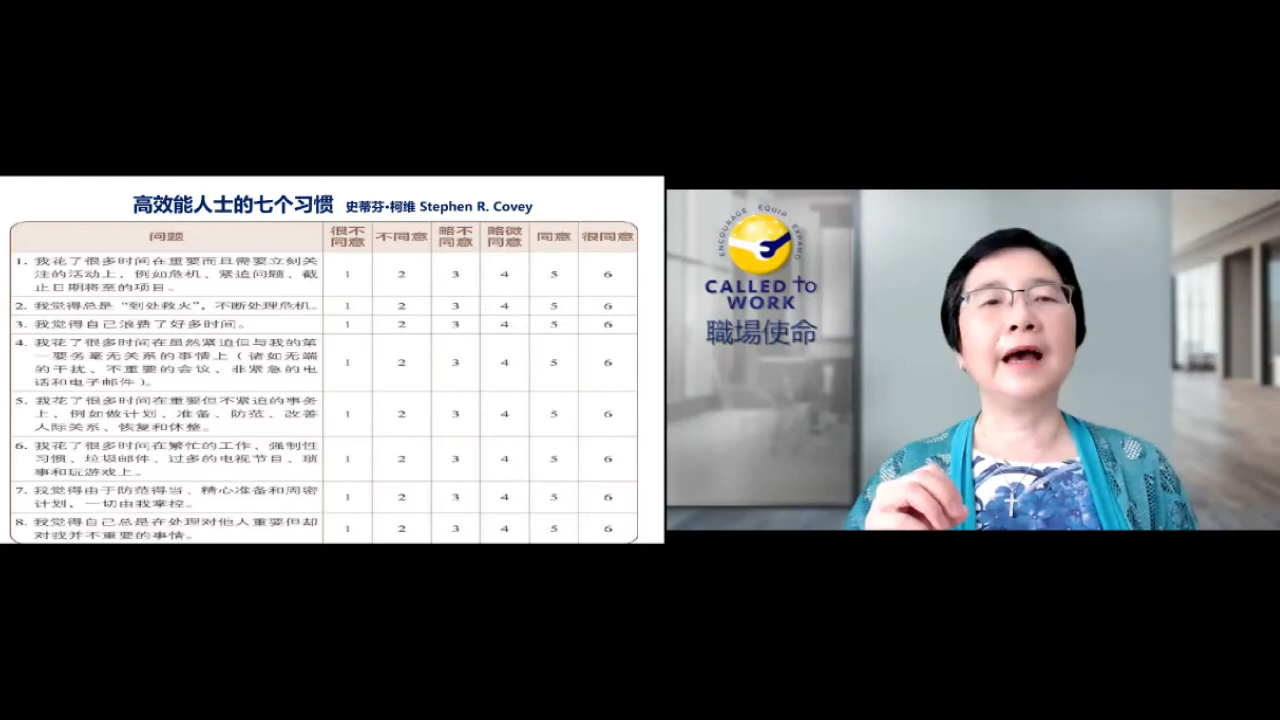 高效能人士的七个习惯 史蒂芬•柯维 Stephen R. Covey
问题 很不同意 不同意 略不同意 略微同意 同意 很同意
1. 我花了很多时间在重要而且需要立刻关
注的活动上，例如危机、紧迫问题、截
止日期将至的项目。
1 2 3 4 5 6
2. 我觉得总是“到处救火”，不断处理危机。 1 2 3 4 5 6
3. 我觉得自己浪费了好多时间。 1 2 3 4 5 6
4. 我花了很多时间在虽然紧迫但与我的第
一要务毫无关系的事情上（诸如无端
的干扰、不重要的会议、非紧急的电
话和电子邮件）。
1 2 3 4 5 6
5. 我花了很多时间在重要但不紧迫的事务
上，例如做计划、准备、防范、改善
人际关系、恢复和休整。
1 2 3 4 5 6
6. 我花了很多时间在繁忙的工作、强制性
习惯、垃圾邮件、过多的电视节目、琐
事和玩游戏上。
1 2 3 4 5 6
7. 我觉得由于防范得当、精心准备和周密
计划，一切由我掌控。
1 2 3 4 5 6
8. 我觉得自己总是在处理对他人重要但却
对我并不重要的事情。
1 2 3 4 5 6
ENCOURAGE EQUIP EXPAND
CALLED to
WORK
職場使命